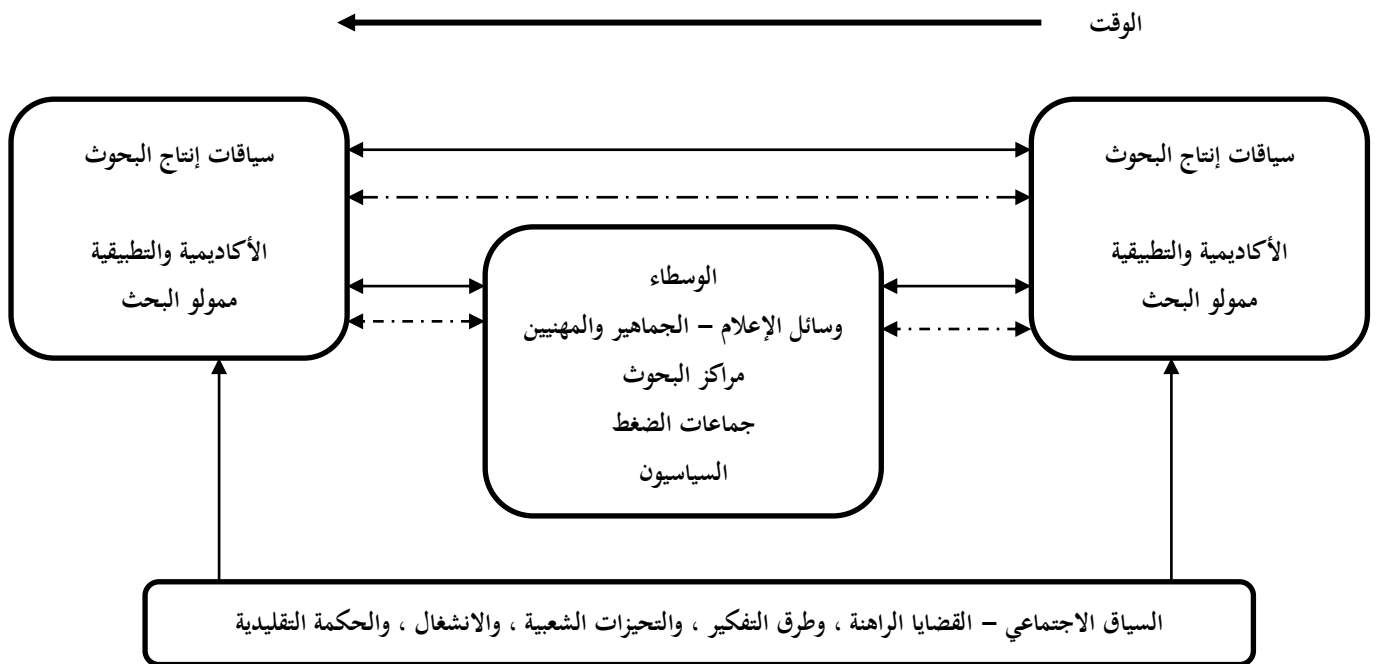 الوقت
سياقات إنتاج البحوث
الأكاديمية والتطبيقية
ممولو البحث
الوسطاء
وسائل الإعلام – الجماهير والمهنيين
مراكز البحوث
جماعات الضغط
السياسيون
سياقات إنتاج البحوث
الأكاديمية والتطبيقية
ممولو البحث
السياق الاجتماعي – القضايا الراهنة ، وطرق التفكير ، والتحيزات الشعبية ، والانشغال ، والحكمة التقليدية